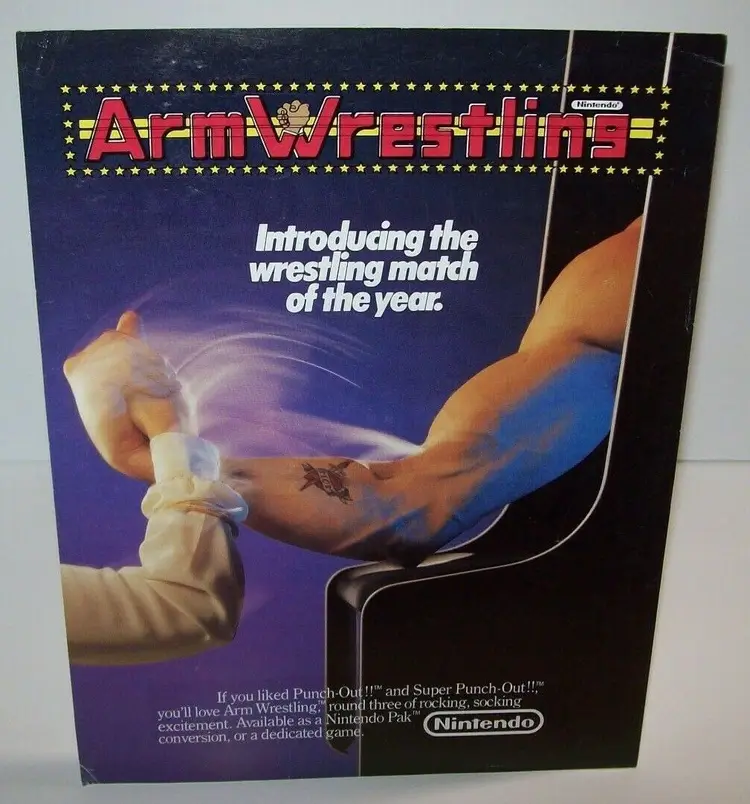 Nintendo®
ArmWrestling
Introducing the
wrestling match
of the year.
If you liked Punch-Out!!™ and Super Punch-Out!!,™
you'll love Arm Wrestling,™ round three of rocking, socking
excitement. Available as a Nintendo Pak™
conversion, or a dedicated game.
Nintendo